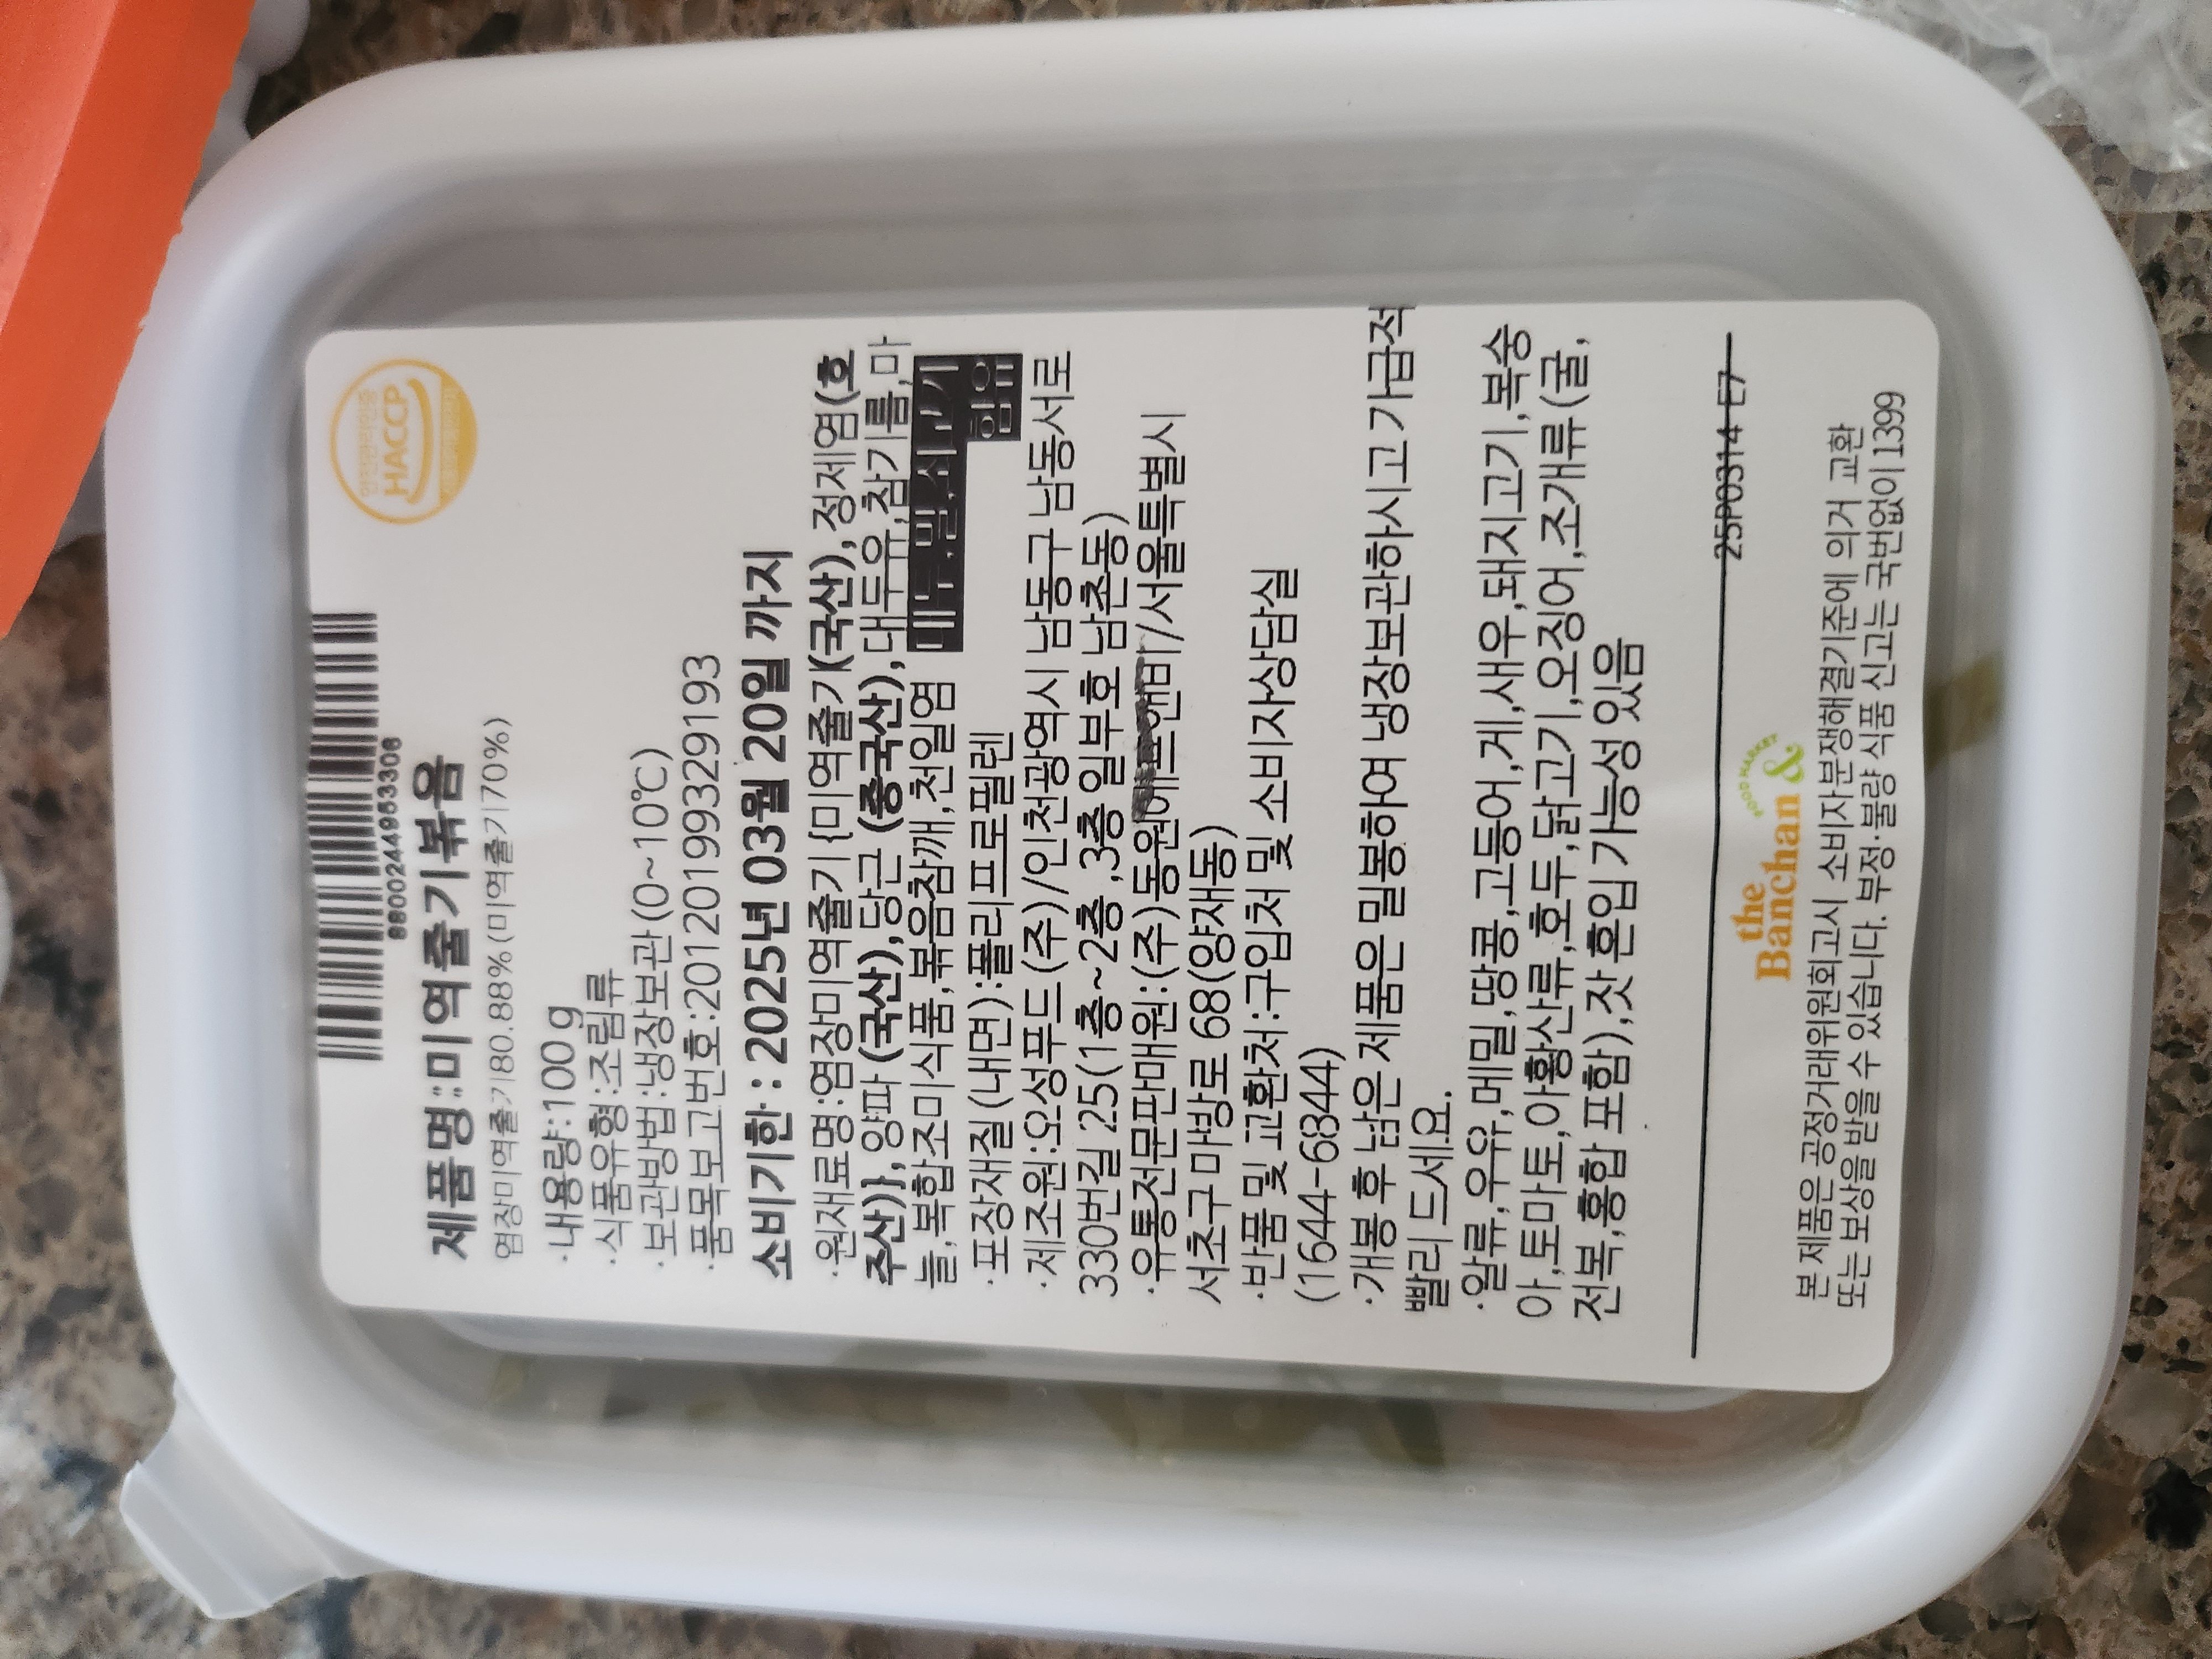 HACCP
8800244953306
제품명:미역줄기볶음
염장미역줄기80.88%(미역줄기70%)
·내용량:100g
·식품유형:조림류
·보관방법:냉장보관(0~10℃)
·품목보고번호:2012019932919​3
소비기한 : 2025년 03월 20일 까지
·원재료명:염장미역줄기{미역줄기(국산),정제염(호
주산)},양파(국산),당근(중국산),대두유,참기름,마
늘,복합조미식품,볶음참깨,천일염 대두,밀,쇠고기
함유
·포장재질(내면):폴리프로필렌
·제조원:오성푸드(주)/인천광역시 남동구 남동서로
330번길 25(1층~2층,3층 일부호 남촌동)
·유통전문판매원:(주)동원에프앤비/서울특별시
서초구 마방로 68(양재동)
·반품 및 교환처:구입처 및 소비자상담실
(1644-6844)
·개봉 후 남은 제품은 밀봉하여 냉장보관하시고 가급적
빨리 드세요.
·알류,우유,메밀,땅콩,고등어,게,새우,돼지고기,복숭
아,토마토,아황산류,호두,닭고기,오징어,조개류(굴,
전복,홍합 포함),잣 혼입 가능성 있음
25P0314 E7
FOOD MARKET
the
Banchan &
본 제품은 공정거래위원회고시 소비자분쟁해결기준에 의거 교환
또는 보상을 받을 수 있습니다. 부정·불량 식품 신고는 국번없이 1399